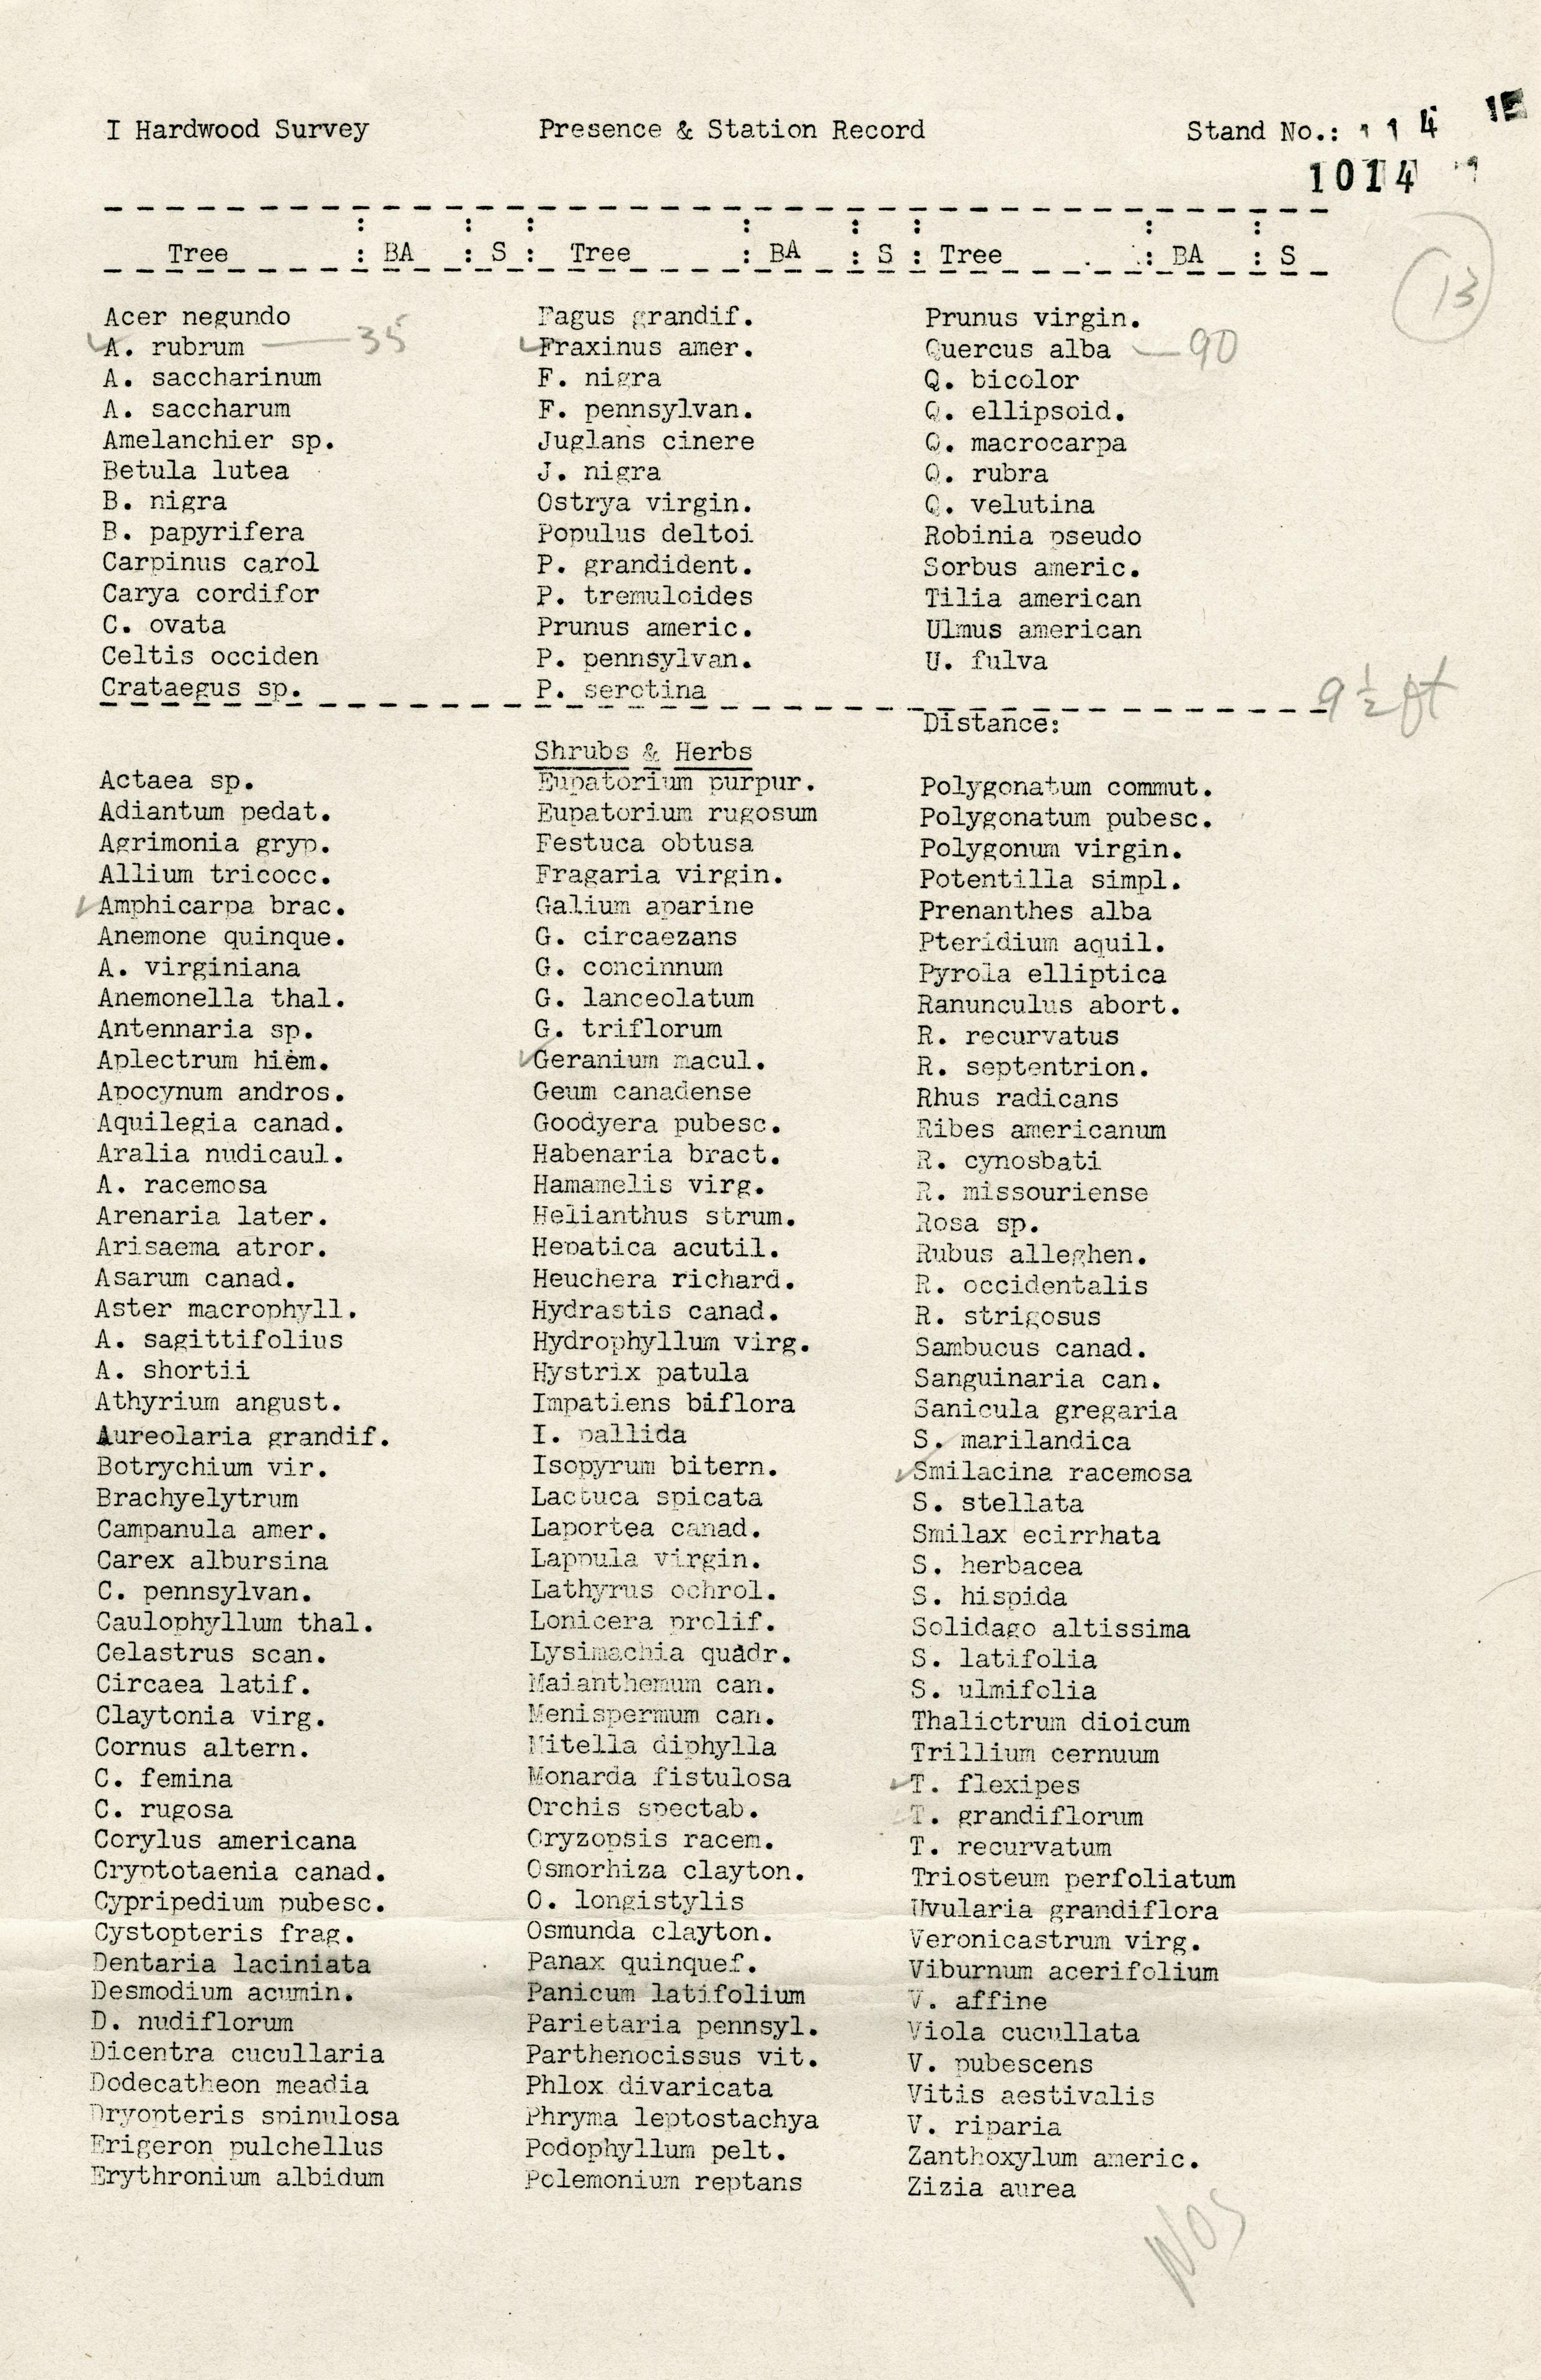 I Hardwood Survey Presence & Station Record Stand No.: 114
1014
: : : : : : : :
Tree : BA : S : Tree : BA : S : Tree : BA : S
13
Acer negundo Fagus grandif. Prunus virgin.
✓A. rubrum — 35 ✓Fraxinus amer. Quercus alba — 90
A. saccharinum F. nigra Q. bicolor
A. saccharum F. pennsylvan. Q. ellipsoid.
Amelanchier sp. Juglans cinere Q. macrocarpa
Betula lutea J. nigra Q. rubra
B. nigra Ostrya virgin. Q. velutina
B. papyrifera Populus deltoi Robinia pseudo
Carpinus carol P. grandident. Sorbus americ.
Carya cordifor P. tremuloides Tilia american
C. ovata Prunus americ. Ulmus american
Celtis occiden P. pennsylvan. U. fulva
Crataegus sp. P. serotina
Distance: 9 ½ ft
Shrubs & Herbs
Actaea sp. Eupatorium purpur. Polygonatum commut.
Adiantum pedat. Eupatorium rugosum Polygonatum pubesc.
Agrimonia gryp. Festuca obtusa Polygonum virgin.
Allium tricocc. Fragaria virgin. Potentilla simpl.
✓Amphicarpa brac. Galium aparine Prenanthes alba
Anemone quinque. G. circaezans Pteridium aquil.
A. virginiana G. concinnum Pyrola elliptica
Anemonella thal. G. lanceolatum Ranunculus abort.
Antennaria sp. G. triflorum R. recurvatus
Aplectrum hiem. ✓Geranium macul. R. septentrion.
Apocynum andros. Geum canadense Rhus radicans
Aquilegia canad. Goodyera pubesc. Ribes americanum
Aralia nudicaul. Habenaria bract. R. cynosbati
A. racemosa Hamamelis virg. R. missouriense
Arenaria later. Helianthus strum. Rosa sp.
Arisaema atror. Hepatica acutil. Rubus alleghen.
Asarum canad. Heuchera richard. R. occidentalis
Aster macrophyll. Hydrastis canad. R. strigosus
A. sagittifolius Hydrophyllum virg. Sambucus canad.
A. shortii Hystrix patula Sanguinaria can.
Athyrium angust. Impatiens biflora Sanicula gregaria
Aureolaria grandif. I. pallida S. marilandica
Botrychium vir. Isopyrum bitern. ✓Smilacina racemosa
Brachyelytrum Lactuca spicata S. stellata
Campanula amer. Laportea canad. Smilax ecirrhata
Carex albursina Lappula virgin. S. herbacea
C. pennsylvan. Lathyrus ochrol. S. hispida
Caulophyllum thal. Lonicera prolif. Solidago altissima
Celastrus scan. Lysimachia quadr. S. latifolia
Circaea latif. Maianthemum can. S. ulmifolia
Claytonia virg. Menispermum can. Thalictrum dioicum
Cornus altern. Mitella diphylla Trillium cernuum
C. femina Monarda fistulosa ✓T. flexipes
C. rugosa Orchis spectab. T. grandiflorum
Corylus americana Oryzopsis racem. T. recurvatum
Cryptotaenia canad. Osmorhiza clayton. Triosteum perfoliatum
Cypripedium pubesc. O. longistylis Uvularia grandiflora
Cystopteris frag. Osmunda clayton. Veronicastrum virg.
Dentaria laciniata Panax quinquef. Viburnum acerifolium
Desmodium acumin. Panicum latifolium V. affine
D. nudiflorum Parietaria pennsyl. Viola cucullata
Dicentra cucullaria Parthenocissus vit. V. pubescens
Dodecatheon meadia Phlox divaricata Vitis aestivalis
Dryopteris spinulosa Phryma leptostachya V. riparia
Erigeron pulchellus Podophyllum pelt. Zanthoxylum americ.
Erythronium albidum Polemonium reptans Zizia aurea